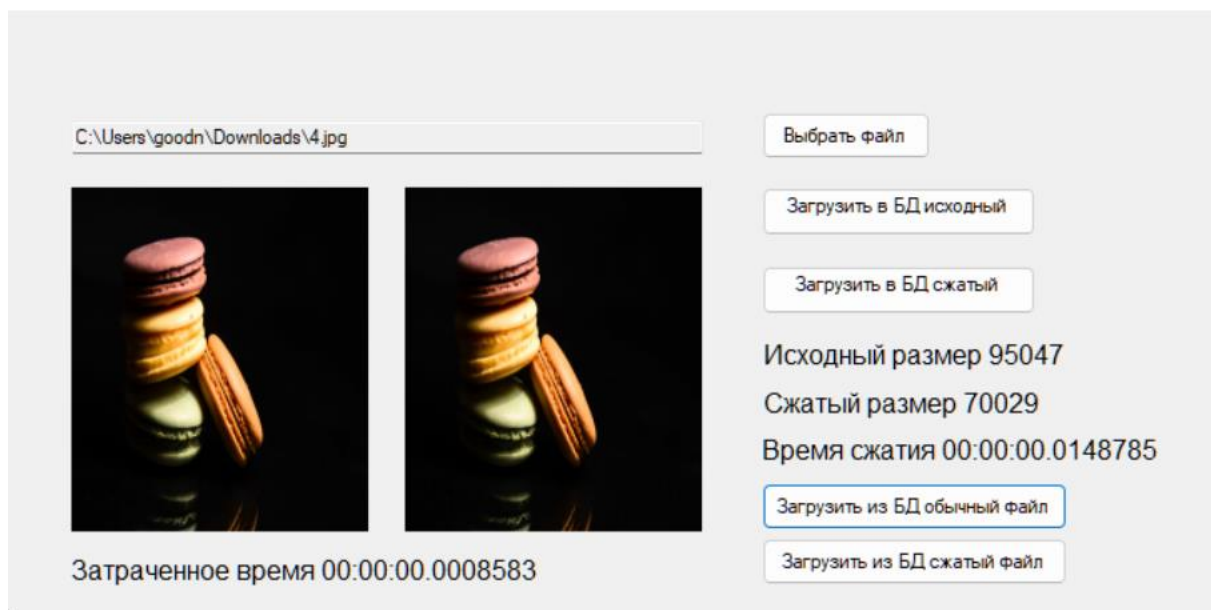 C:\Users\goodn\Downloads\4.jpg
Выбрать файл
Загрузить в БД исходный
Загрузить в БД сжатый
Исходный размер 95047
Сжатый размер 70029
Время сжатия 00:00:00.0148785
Загрузить из БД обычный файл
Загрузить из БД сжатый файл
Затраченное время 00:00:00.0008583